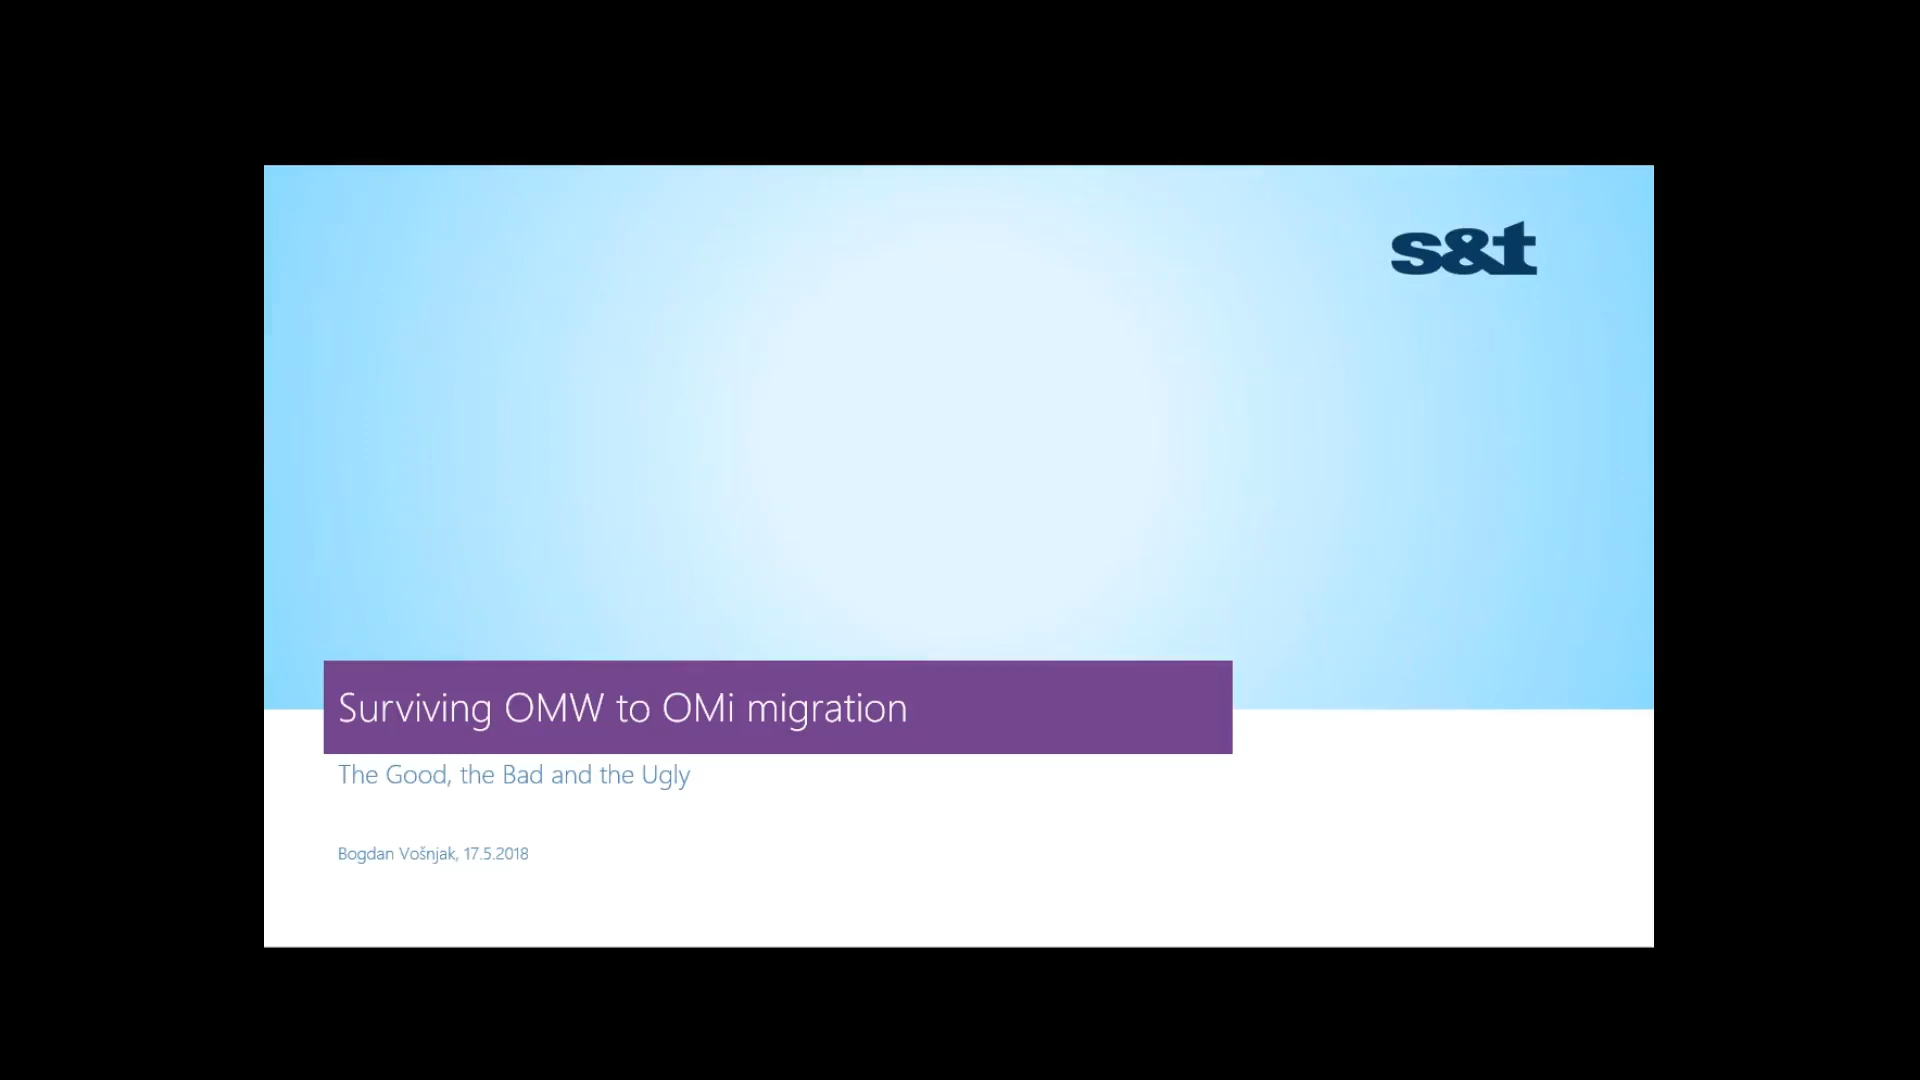 s&t
Surviving OMW to OMi migration
The Good, the Bad and the Ugly
Bogdan Vošnjak, 17.5.2018